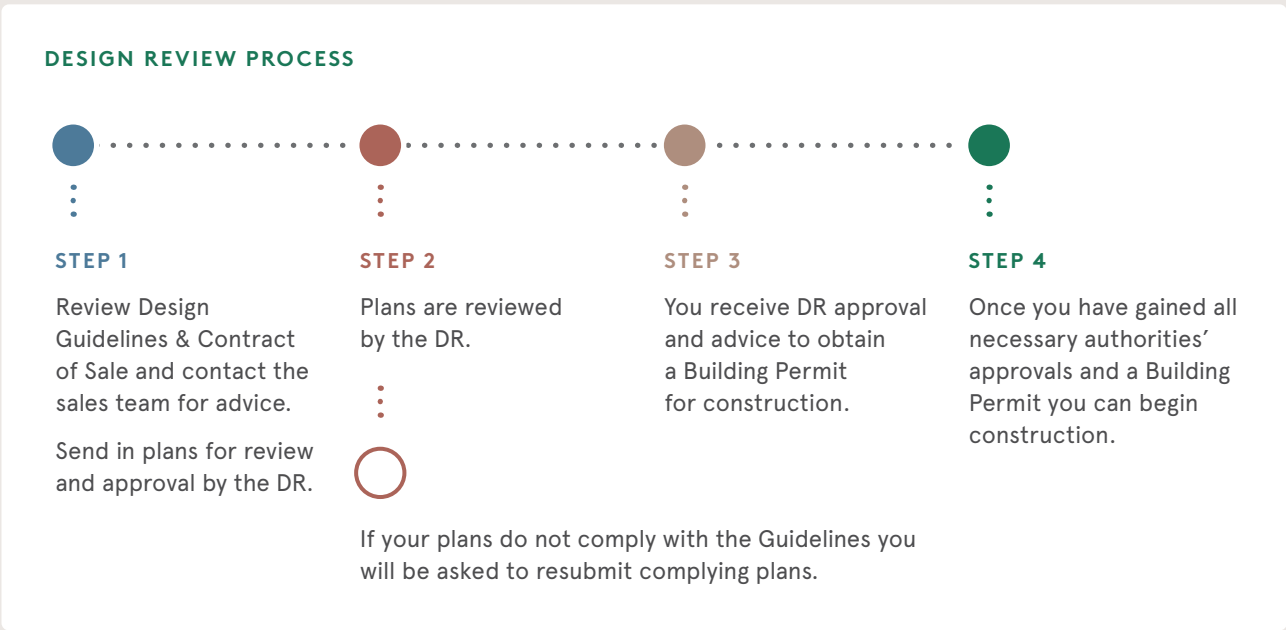 DESIGN REVIEW PROCESS
STEP 1
Review Design
Guidelines & Contract
of Sale and contact the
sales team for advice.
Send in plans for review
and approval by the DR.
STEP 2
Plans are reviewed
by the DR.
If your plans do not comply with the Guidelines you
will be asked to resubmit complying plans.
STEP 3
You receive DR approval
and advice to obtain
a Building Permit
for construction.
STEP 4
Once you have gained all
necessary authorities’
approvals and a Building
Permit you can begin
construction.